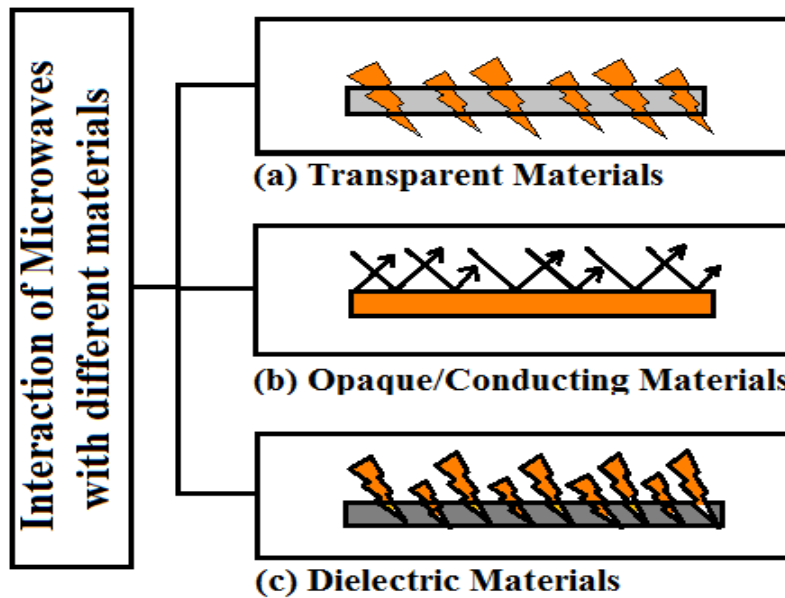 Interaction of Microwaves
with different materials
(a) Transparent Materials
(b) Opaque/Conducting Materials
(c) Dielectric Materials